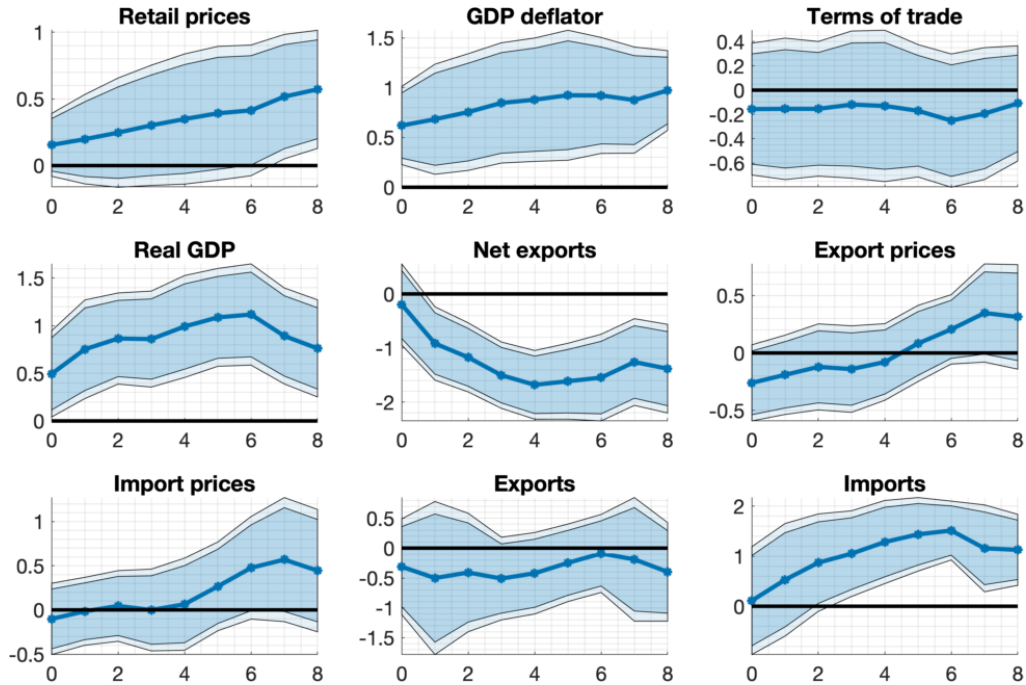 Retail prices
1
0.5
0
0 2 4 6 8
GDP deflator
1.5
1
0.5
0
0 2 4 6 8
Terms of trade
0.4
0.2
0
-0.2
-0.4
-0.6
0 2 4 6 8
Real GDP
1.5
1
0.5
0
0 2 4 6 8
Net exports
0
-1
-2
0 2 4 6 8
Export prices
0.5
0
-0.5
0 2 4 6 8
Import prices
1
0.5
0
-0.5
0 2 4 6 8
Exports
0.5
0
-0.5
-1
-1.5
0 2 4 6 8
Imports
2
1
0
0 2 4 6 8